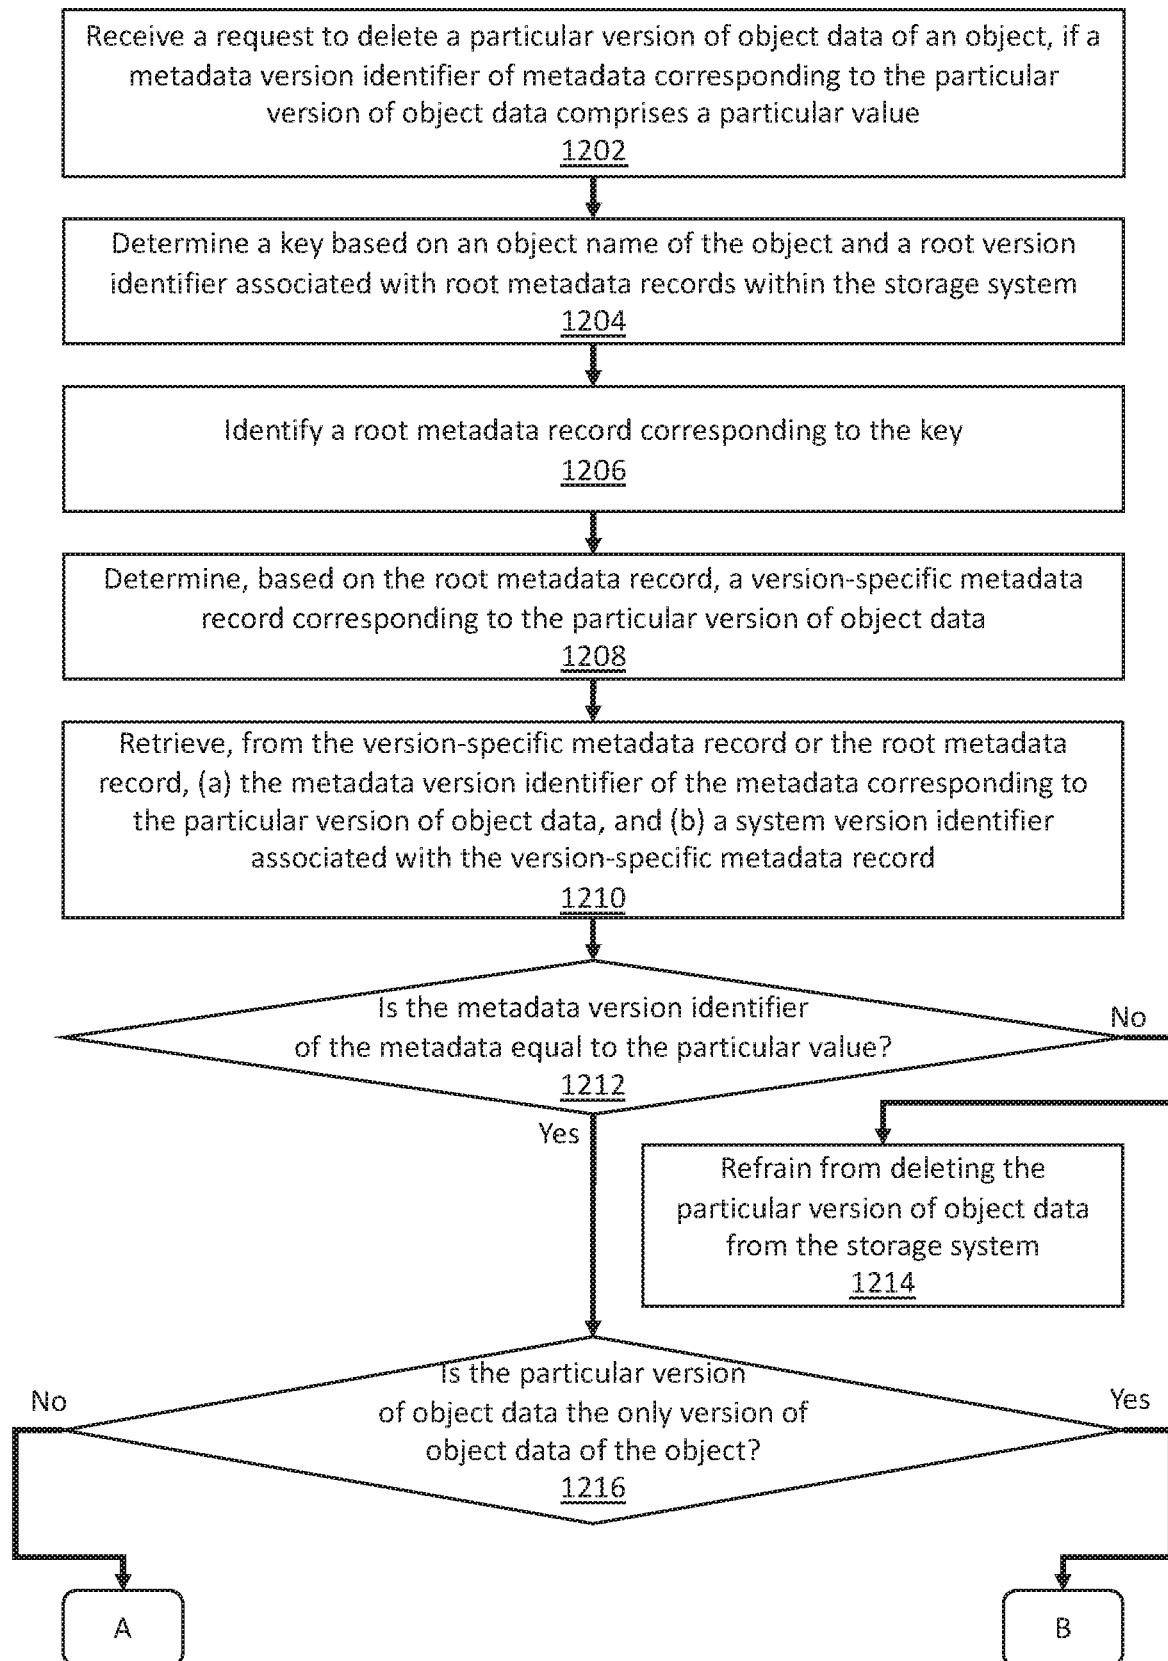 Receive a request to delete a particular version of object data of an object, if a
metadata version identifier of metadata corresponding to the particular
version of object data comprises a particular value
1202
Determine a key based on an object name of the object and a root version
identifier associated with root metadata records within the storage system
1204
Identify a root metadata record corresponding to the key
1206
Determine, based on the root metadata record, a version-specific metadata
record corresponding to the particular version of object data
1208
Retrieve, from the version-specific metadata record or the root metadata
record, (a) the metadata version identifier of the metadata corresponding to
the particular version of object data, and (b) a system version identifier
associated with the version-specific metadata record
1210
Is the metadata version identifier
of the metadata equal to the particular value?
1212
No
Yes
Refrain from deleting the
particular version of object data
from the storage system
1214
Is the particular version
of object data the only version of
object data of the object?
1216
No
Yes
A
B